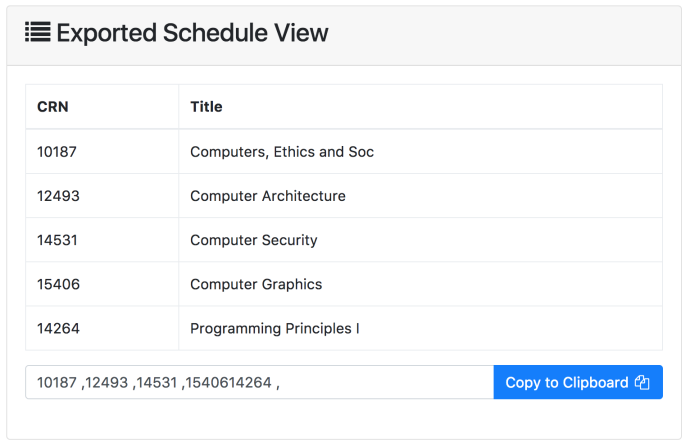 Exported Schedule View
CRN Title
10187 Computers, Ethics and Soc
12493 Computer Architecture
14531 Computer Security
15406 Computer Graphics
14264 Programming Principles I
10187 ,12493 ,14531 ,1540614264 , Copy to Clipboard